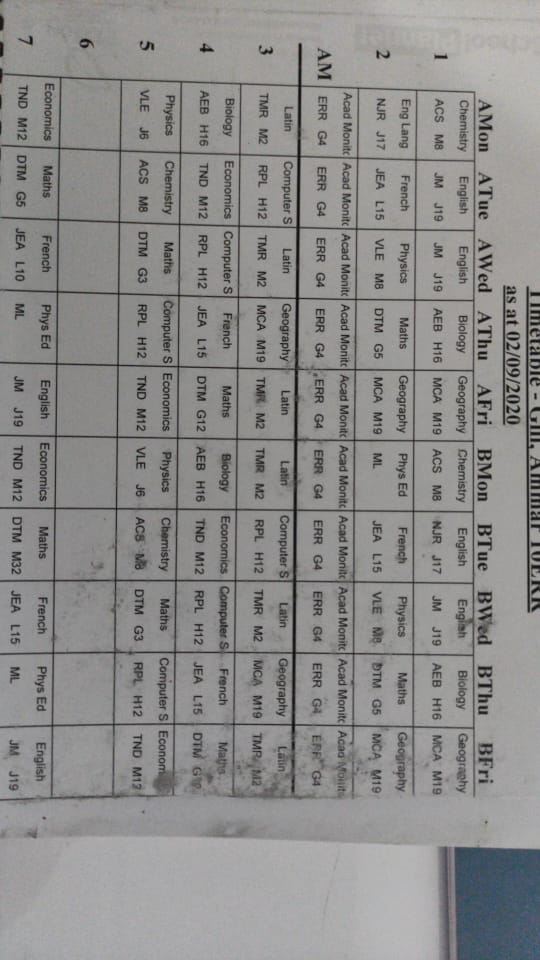 Timetable - Gill, Ammar 10ERR
as at 02/09/2020
AMon ATue AWed AThu AFri BMon BTue BWed BThu BFri
1 Chemistry English English Biology Geography Chemistry English English Biology Geography
ACS M8 JM J19 JM J19 AEB H16 MCA M19 ACS M8 NJR J17 JM J19 AEB H16 MCA M19
2 Eng Lang French Physics Maths Geography Phys Ed French Physics Maths Geography
NJR J17 JEA L15 VLE M8 DTM G5 MCA M19 ML JEA L15 VLE M8 DTM G5 MCA M19
AM Acad Monitc Acad Monitc Acad Monitc Acad Monitc Acad Monitc Acad Monitc Acad Monitc Acad Monitc Acad Monitc Acad Monitc
ERR G4 ERR G4 ERR G4 ERR G4 ERR G4 ERR G4 ERR G4 ERR G4 ERR G4 ERR G4
3 Latin Computer S Latin Geography Latin Latin Computer S Latin Geography Latin
TMR M2 RPL H12 TMR M2 MCA M19 TMR M2 TMR M2 RPL H12 TMR M2 MCA M19 TMR M2
4 Biology Economics Computer S French Maths Biology Economics Computer S French Maths
AEB H16 TND M12 RPL H12 JEA L15 DTM G12 AEB H16 TND M12 RPL H12 JEA L15 DTM
5 Physics Chemistry Maths Computer S Economics Physics Chemistry Maths Computer S Econom
VLE J6 ACS M8 DTM G3 RPL H12 TND M12 VLE J6 ACS M8 DTM G3 RPL H12 TND M12
6
7 Economics Maths French Phys Ed English Economics Maths French Phys Ed English
TND M12 DTM G5 JEA L10 ML JM J19 TND M12 DTM M32 JEA L15 ML JM J19